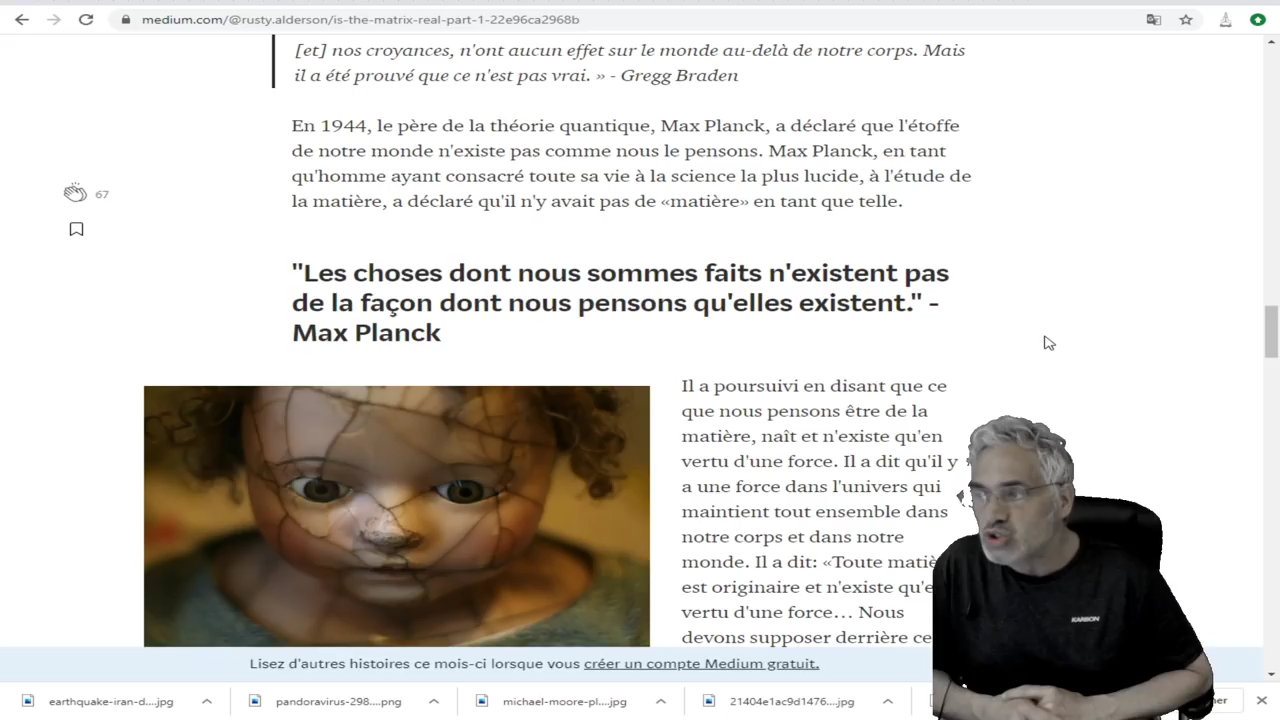 medium.com/@rusty.alderson/is-the-matrix-real-part-1-22e96ca2968b
[et] nos croyances, n'ont aucun effet sur le monde au-delà de notre corps. Mais
il a été prouvé que ce n'est pas vrai. » - Gregg Braden
En 1944, le père de la théorie quantique, Max Planck, a déclaré que l'étoffe
de notre monde n'existe pas comme nous le pensons. Max Planck, en tant
qu'homme ayant consacré toute sa vie à la science la plus lucide, à l'étude de
la matière, a déclaré qu'il n'y avait pas de «matière» en tant que telle.
67
"Les choses dont nous sommes faits n'existent pas
de la façon dont nous pensons qu'elles existent." -
Max Planck
Il a poursuivi en disant que ce
que nous pensons être de la
matière, naît et n'existe qu'en
vertu d'une force. Il a dit qu'il y
a une force dans l'univers qui
maintient tout ensemble dans
notre corps et dans notre
monde. Il a dit: «Toute
est originaire et n'existe
vertu d'une force… Nous
devons supposer derrière
KARBON
Lisez d'autres histoires ce mois-ci lorsque vous créer un compte Medium gratuit.
earthquake-iran-d....jpg
pandoravirus-298....png
michael-moore-pl....jpg
21404e1ac9d1476....jpg